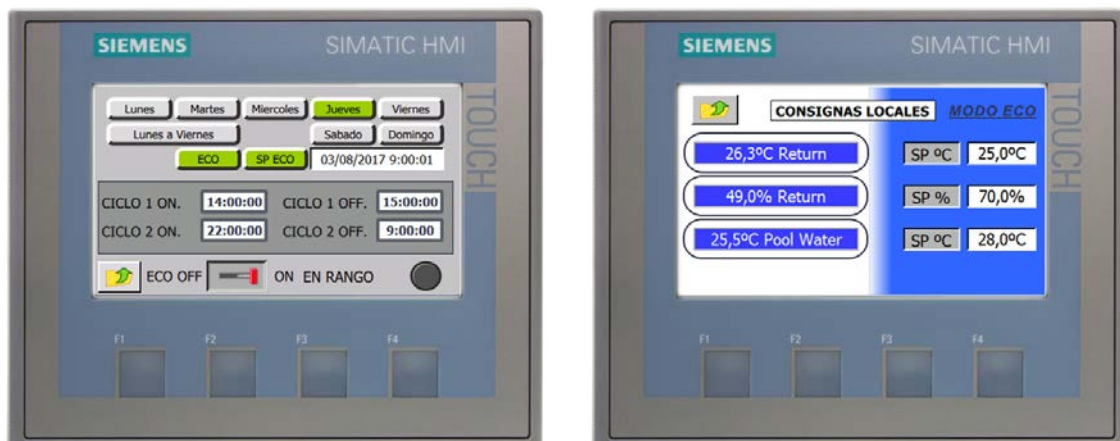 SIEMENS SIMATIC HMI
TOUCH
Lunes Martes Miercoles Jueves Viernes
Lunes a Viernes Sabado Domingo
ECO SP ECO 03/08/2017 9:00:01
CICLO 1 ON. 14:00:00 CICLO 1 OFF. 15:00:00
CICLO 2 ON. 22:00:00 CICLO 2 OFF. 9:00:00
ECO OFF ON EN RANGO
F1 F2 F3 F4
SIEMENS SIMATIC HMI
TOUCH
CONSIGNAS LOCALES MODO ECO
26,3ºC Return SP ºC 25,0ºC
49,0% Return SP % 70,0%
25,5ºC Pool Water SP ºC 28,0ºC
F1 F2 F3 F4